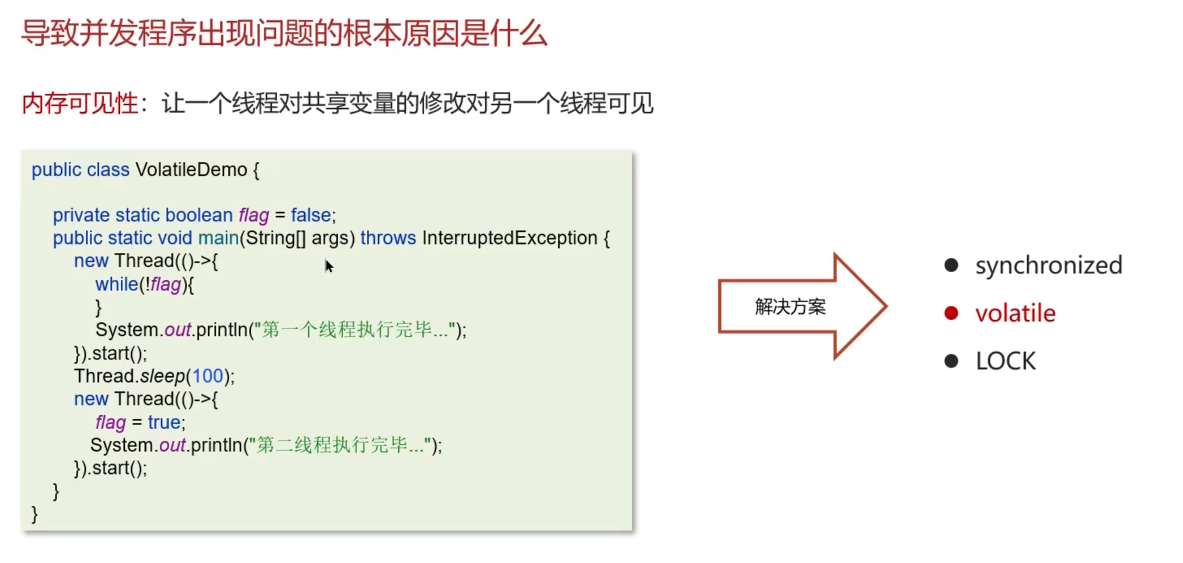 导致并发程序出现问题的根本原因是什么
内存可见性：让一个线程对共享变量的修改对另一个线程可见
public class VolatileDemo {
private static boolean flag = false;
public static void main(String[] args) throws InterruptedException {
new Thread(()->{
while(!flag){
}
System.out.println("第一个线程执行完毕...");
}).start();
Thread.sleep(100);
new Thread(()->{
flag = true;
System.out.println("第二线程执行完毕...");
}).start();
}
}
解决方案
synchronized
volatile
LOCK